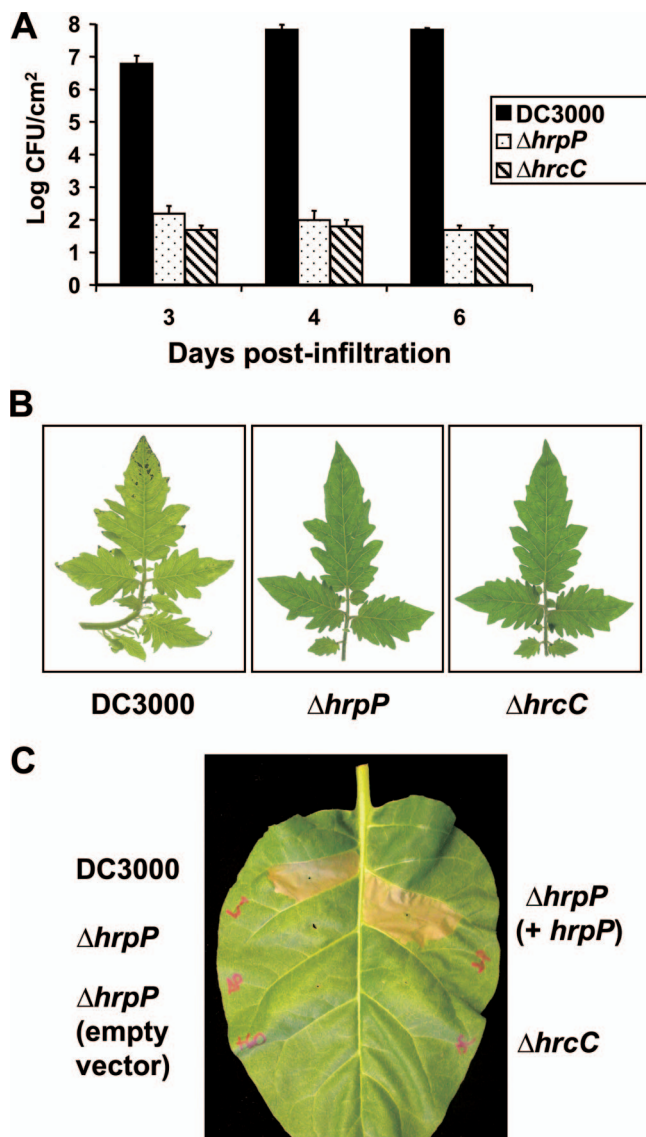 A
Log CFU/cm²
8
7
6
5
4
3
2
1
0
DC3000
ΔhrpP
ΔhrcC
3 4 6
Days post-infiltration
B
DC3000 ΔhrpP ΔhrcC
C
DC3000
ΔhrpP
ΔhrpP
(empty
vector)
ΔhrpP
(+ hrpP)
ΔhrcC